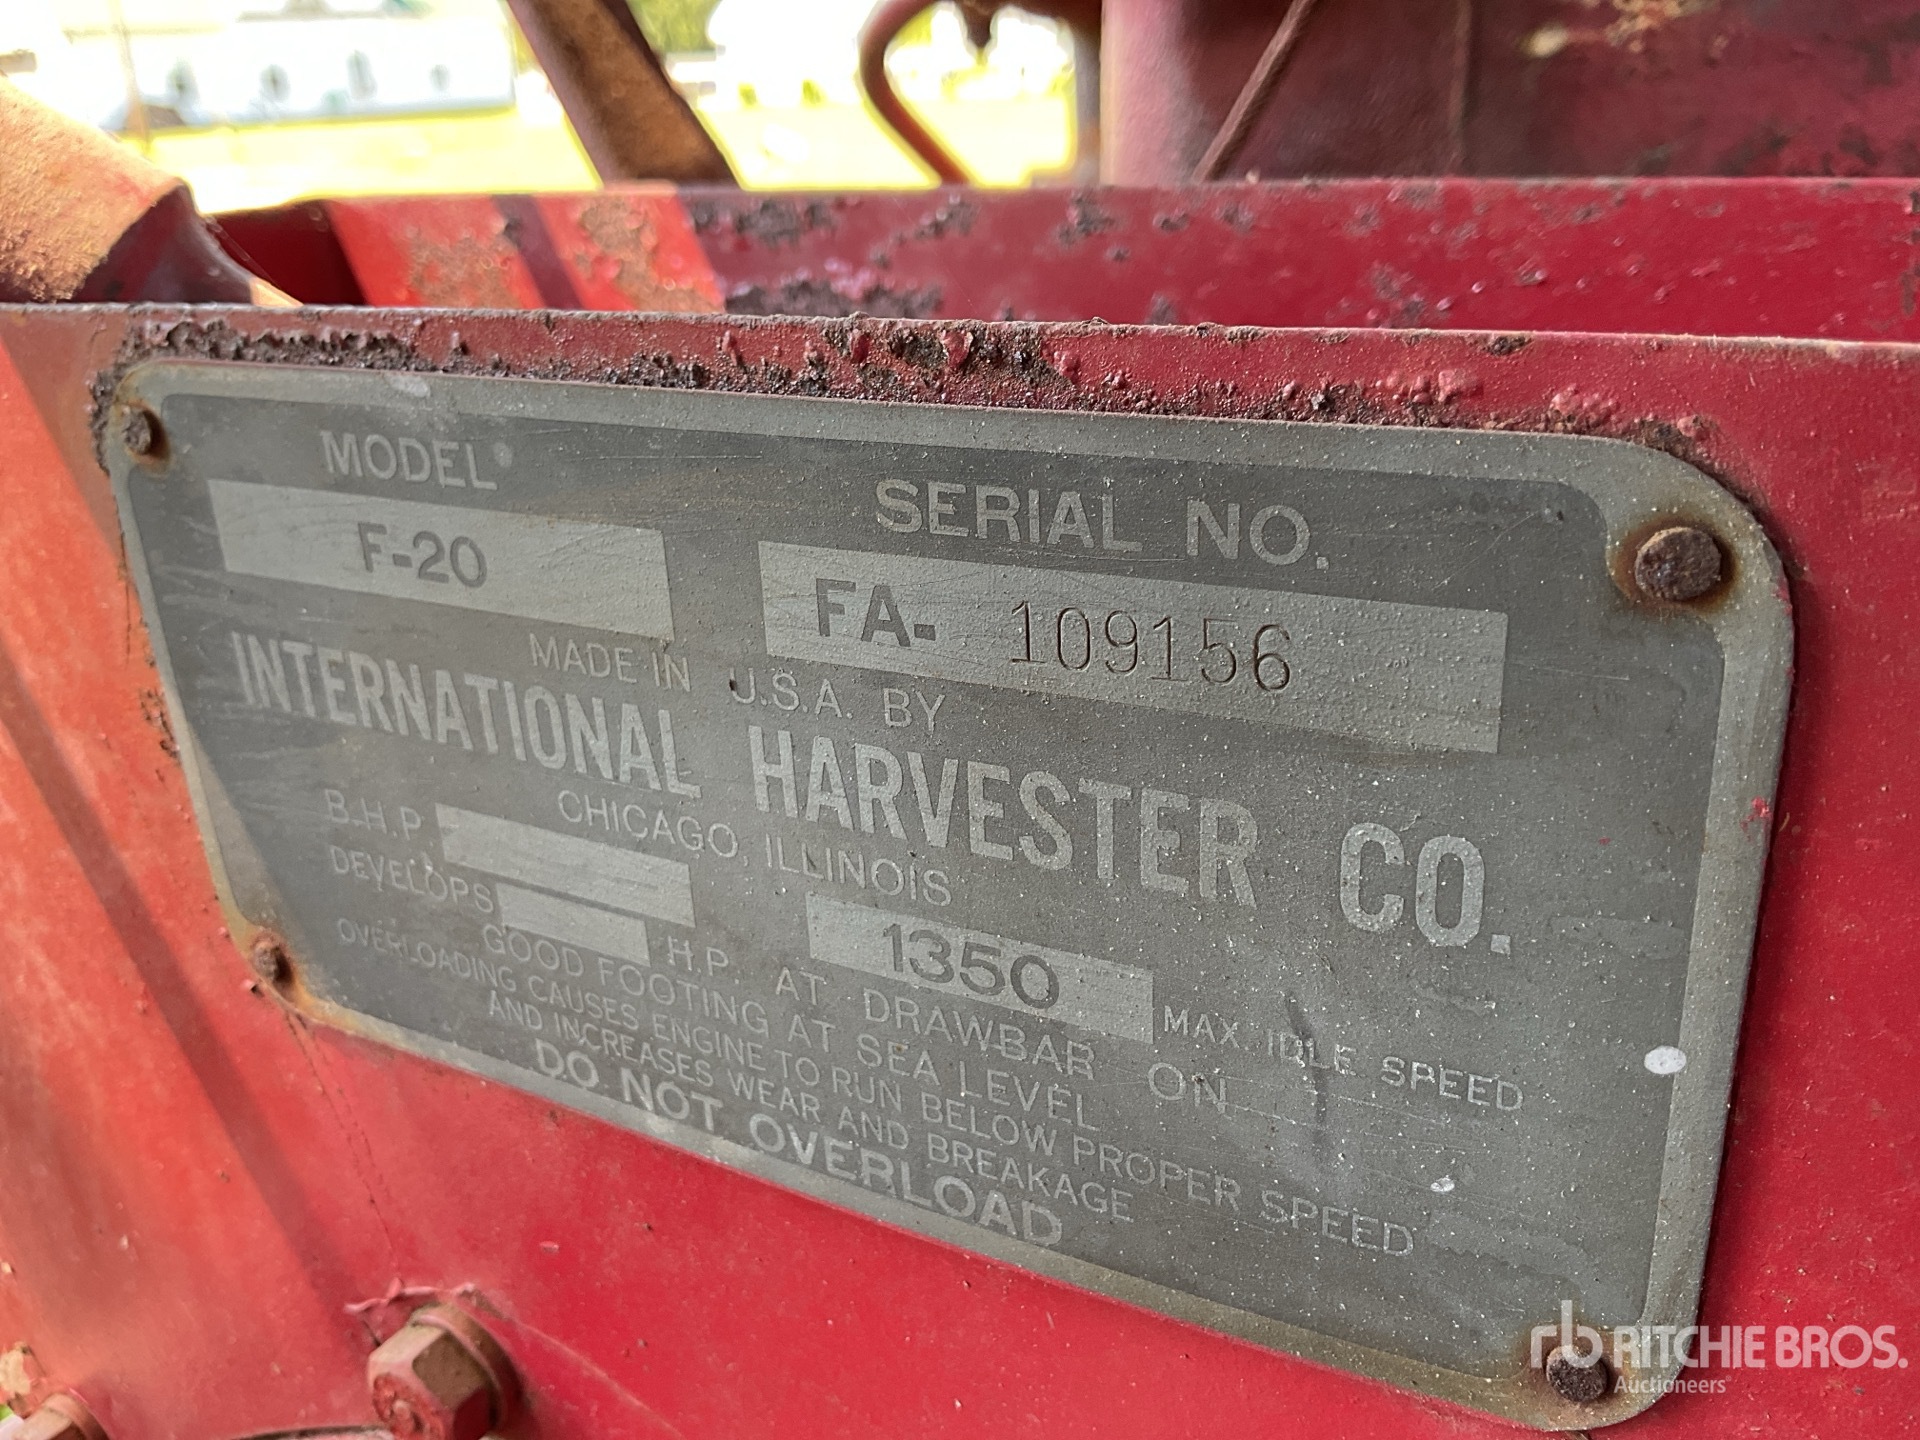 MODEL
F-20
SERIAL NO.
FA- 109156
MADE IN U.S.A. BY
INTERNATIONAL HARVESTER CO.
CHICAGO, ILLINOIS
B.H.P. 1350 MAX. IDLE SPEED
DEVELOPS H.P. AT DRAWBAR ON
GOOD FOOTING AT SEA LEVEL
OVERLOADING CAUSES ENGINE TO RUN BELOW PROPER SPEED
AND INCREASES WEAR AND BREAKAGE
DO NOT OVERLOAD
rb RITCHIE BROS.
Auctioneers